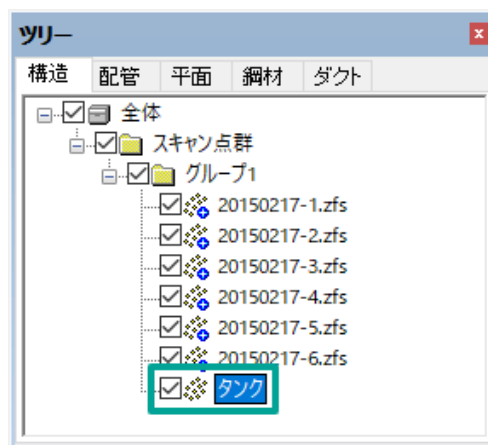 ツリー
構造 配管 平面 鋼材 ダクト
全体
スキャン点群
グループ1
20150217-1.zfs
20150217-2.zfs
20150217-3.zfs
20150217-4.zfs
20150217-5.zfs
20150217-6.zfs
タンク